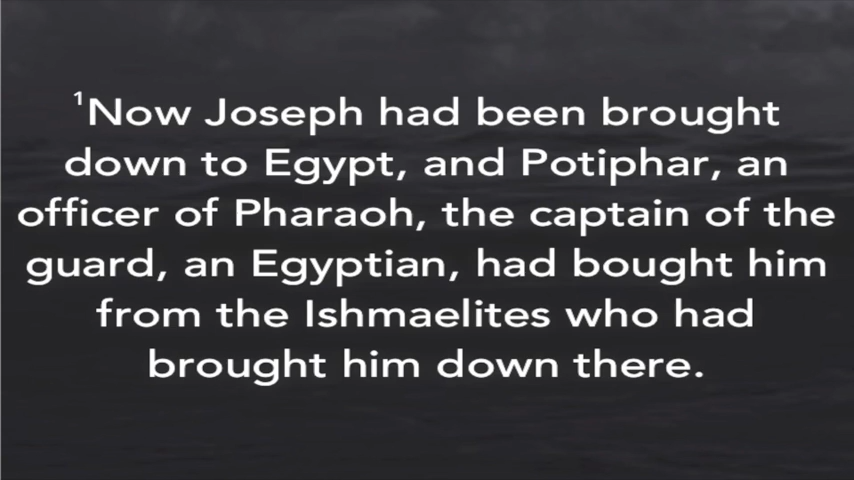 ¹Now Joseph had been brought
down to Egypt, and Potiphar, an
officer of Pharaoh, the captain of the
guard, an Egyptian, had bought him
from the Ishmaelites who had
brought him down there.